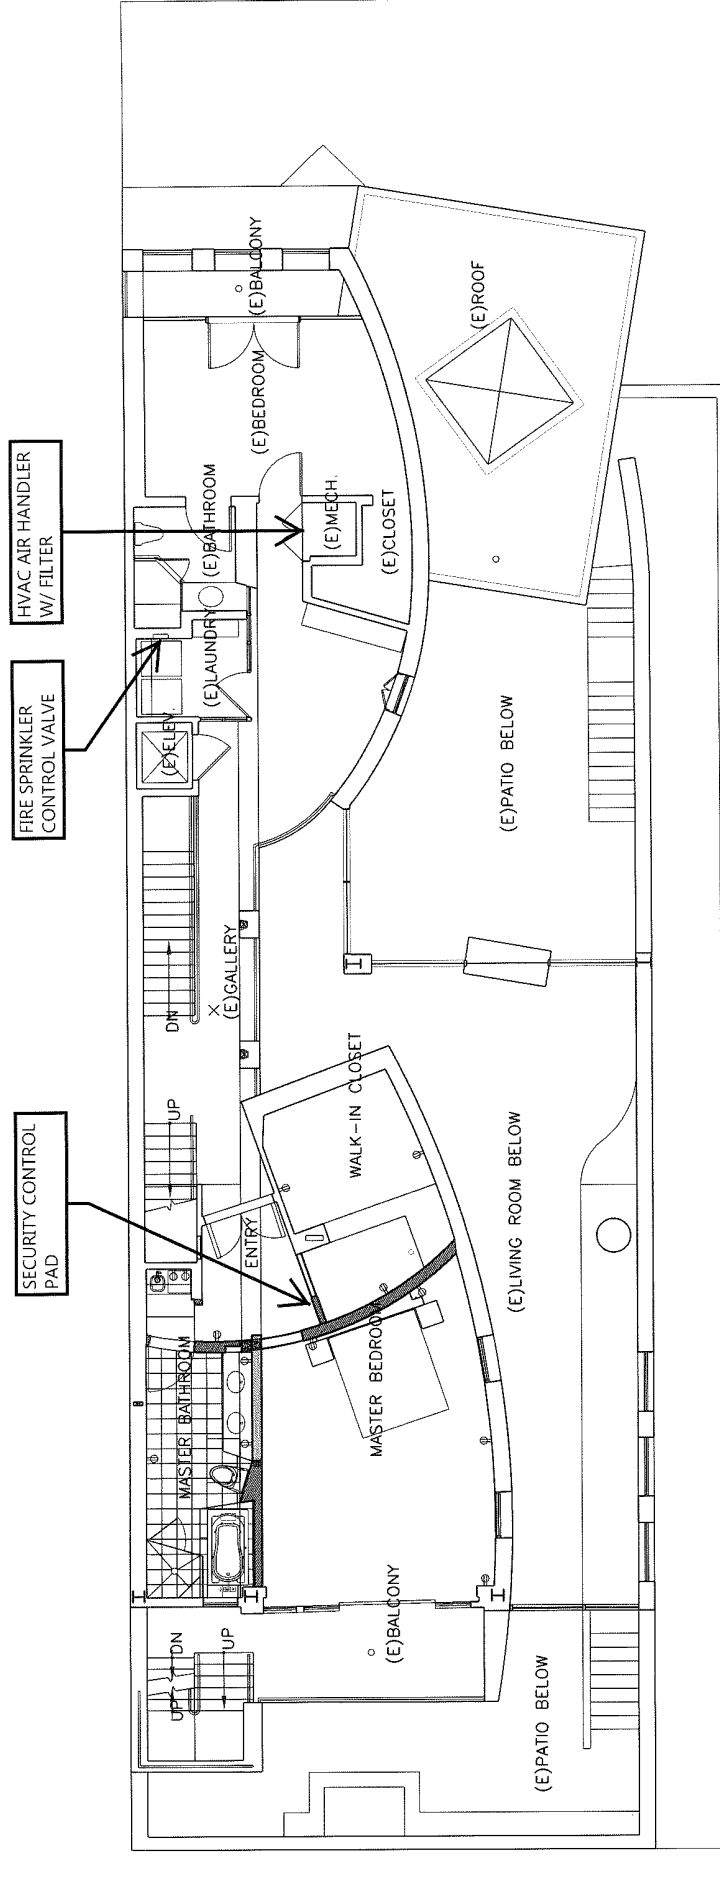 HVAC AIR HANDLER
W/ FILTER
FIRE SPRINKLER
CONTROL VALVE
SECURITY CONTROL
PAD
(E)BALCONY
(E)ROOF
(E)BEDROOM
(E)BATHROOM
(E)MECH.
(E)CLOSET
(E)LAUNDRY
(E)ELEV.
(E)PATIO BELOW
DN
(E)GALLERY
UP
WALK-IN CLOSET
ENTRY
(E)LIVING ROOM BELOW
MASTER BATHROOM
MASTER BEDROOM
(E)BALCONY
DN
UP
UP
(E)PATIO BELOW